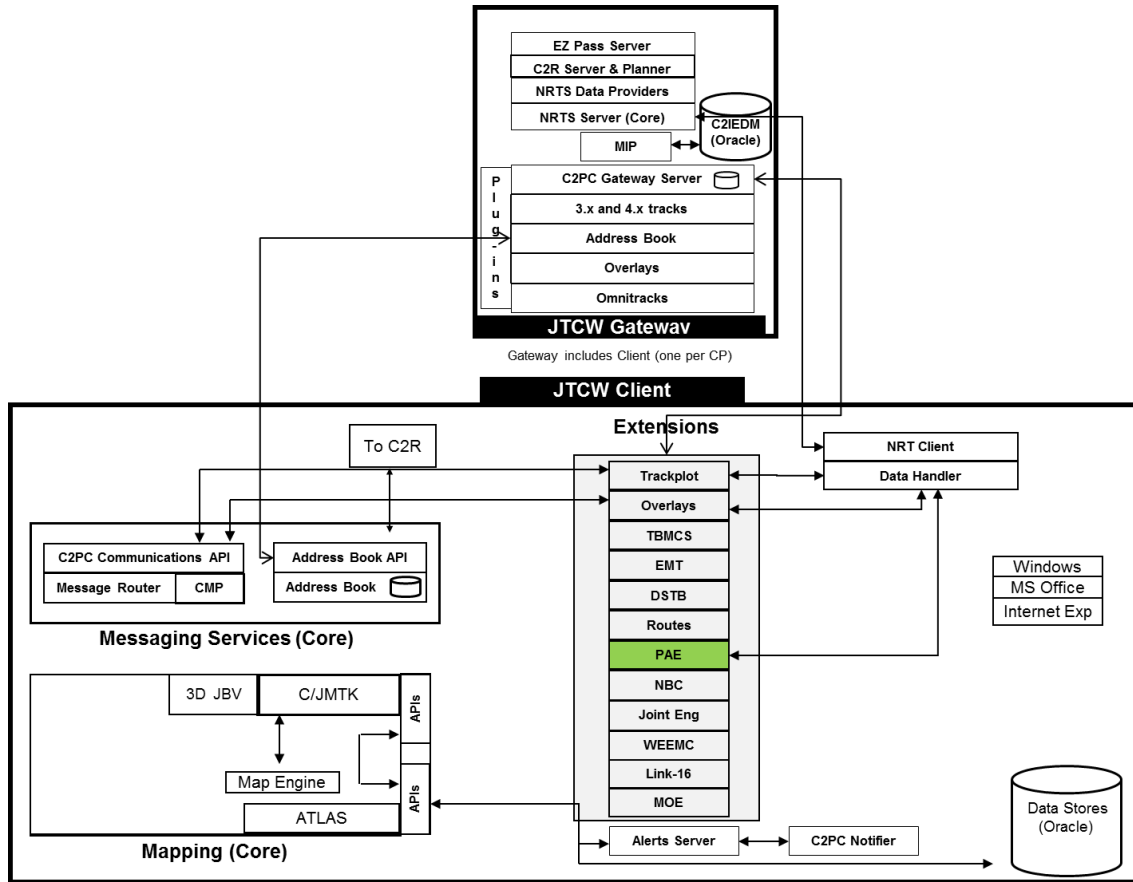 EZ Pass Server
C2R Server & Planner
NRTS Data Providers
NRTS Server (Core)
C2IEDM
(Oracle)
MIP
Plug-ins
C2PC Gateway Server
3.x and 4.x tracks
Address Book
Overlays
Omnitracks
JTCW Gateway
Gateway includes Client (one per CP)
JTCW Client
Extensions
To C2R
NRT Client
Data Handler
Trackplot
Overlays
TBMCS
EMT
DSTB
Routes
PAE
NBC
Joint Eng
WEEMC
Link-16
MOE
C2PC Communications API
Message Router
CMP
Address Book API
Address Book
Messaging Services (Core)
Windows
MS Office
Internet Exp
3D JBV
C/JMTK
APIs
Map Engine
APIs
ATLAS
Mapping (Core)
Alerts Server
C2PC Notifier
Data Stores
(Oracle)